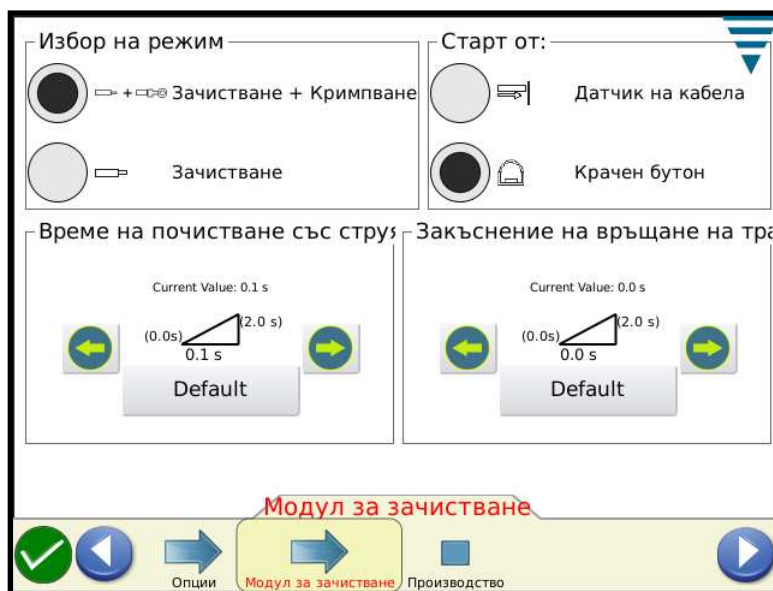 Избор на режим
Зачистване + Кримпване
Зачистване
Старт от:
Датчик на кабела
Крачен бутон
Време на почистване със струя
Current Value: 0.1 s
(0.0s)
(2.0 s)
0.1 s
Default
Закъснение на връщане на тра
Current Value: 0.0 s
(0.0s)
(2.0 s)
0.0 s
Default
Модул за зачистване
Опции
Модул за зачистване
Производство